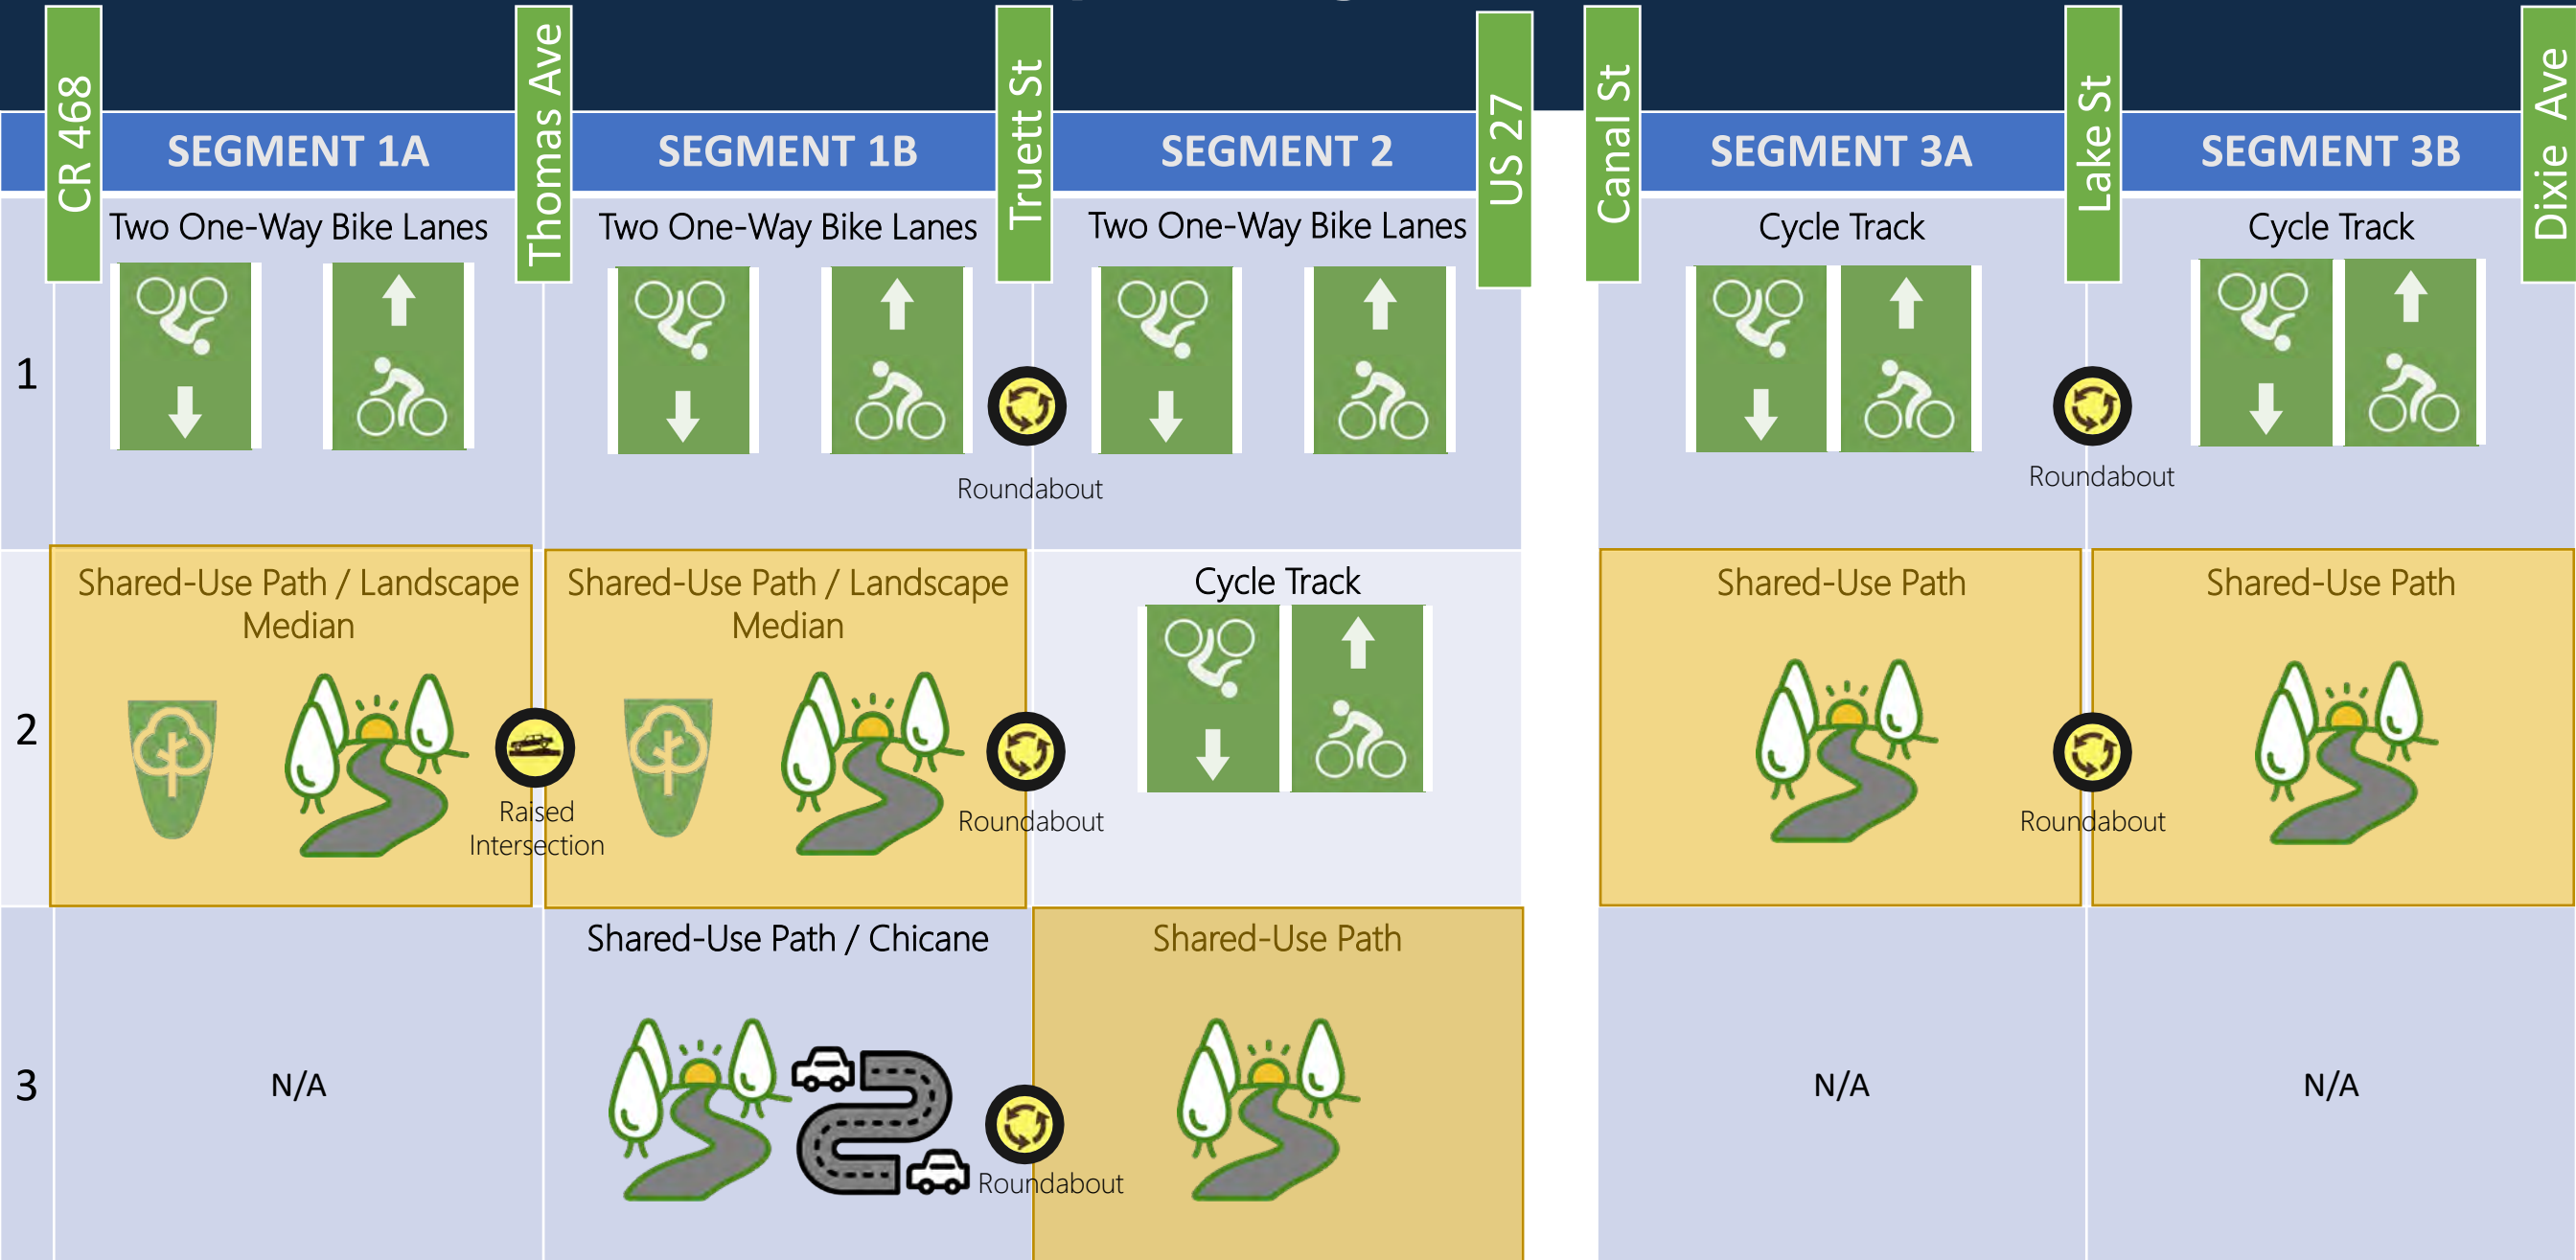 CR 468
Thomas Ave
Truett St
US 27
Canal St
Lake St
Dixie Ave
SEGMENT 1A
SEGMENT 1B
SEGMENT 2
SEGMENT 3A
SEGMENT 3B
1
Two One-Way Bike Lanes
Two One-Way Bike Lanes
Roundabout
Two One-Way Bike Lanes
Cycle Track
Roundabout
Cycle Track
2
Shared-Use Path / Landscape
Median
Raised
Intersection
Shared-Use Path / Landscape
Median
Roundabout
Cycle Track
Shared-Use Path
Roundabout
Shared-Use Path
3
N/A
Shared-Use Path / Chicane
Roundabout
Shared-Use Path
N/A
N/A